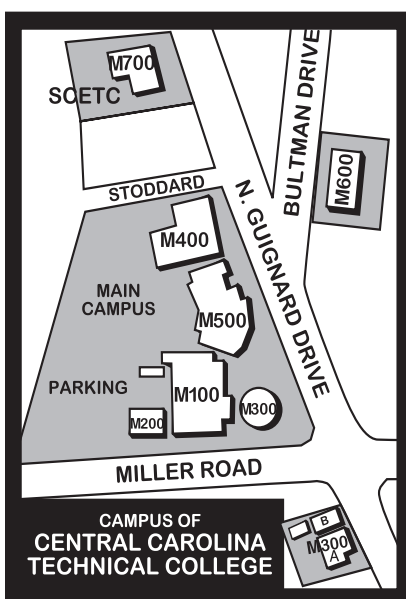 M700
SCETC
BULTMAN DRIVE
STODDARD
M600
N. GUIGNARD DRIVE
M400
MAIN
CAMPUS
M500
PARKING
M100
M200
M300
MILLER ROAD
B
M300
A
CAMPUS OF
CENTRAL CAROLINA
TECHNICAL COLLEGE